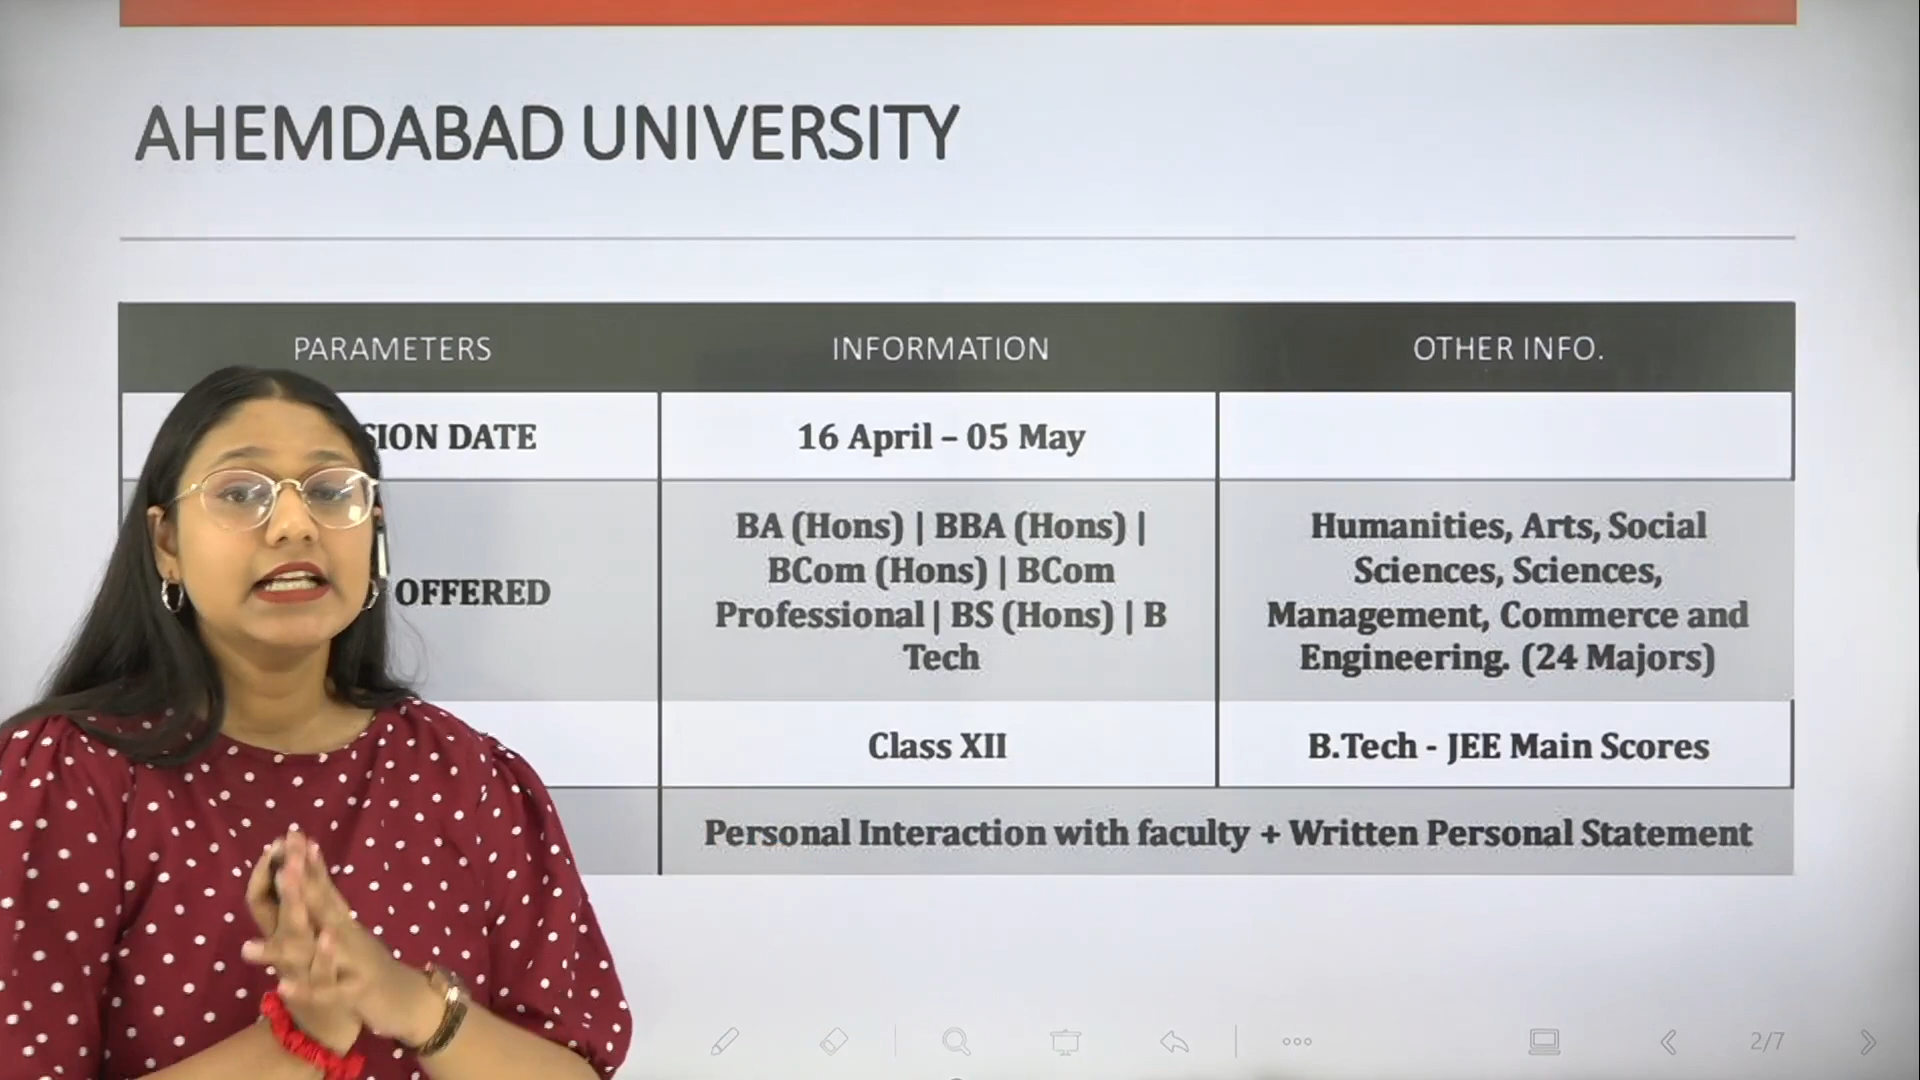 AHEMDABAD UNIVERSITY
PARAMETERS INFORMATION OTHER INFO.
SION DATE 16 April – 05 May
OFFERED
BA (Hons) | BBA (Hons) |
BCom (Hons) | BCom
Professional | BS (Hons) | B
Tech
Humanities, Arts, Social
Sciences, Sciences,
Management, Commerce and
Engineering. (24 Majors)
Class XII B.Tech - JEE Main Scores
Personal Interaction with faculty + Written Personal Statement
2/7